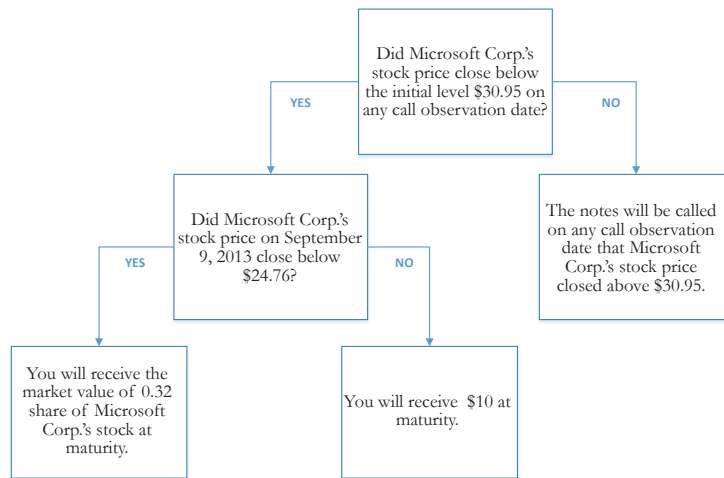 Did Microsoft Corp.'s
stock price close below
the initial level $30.95 on
any call observation date?
YES
NO
Did Microsoft Corp.'s
stock price on September
9, 2013 close below
$24.76?
The notes will be called
on any call observation
date that Microsoft
Corp.'s stock price
closed above $30.95.
YES
NO
You will receive the
market value of 0.32
share of Microsoft
Corp.'s stock at
maturity.
You will receive $10 at
maturity.